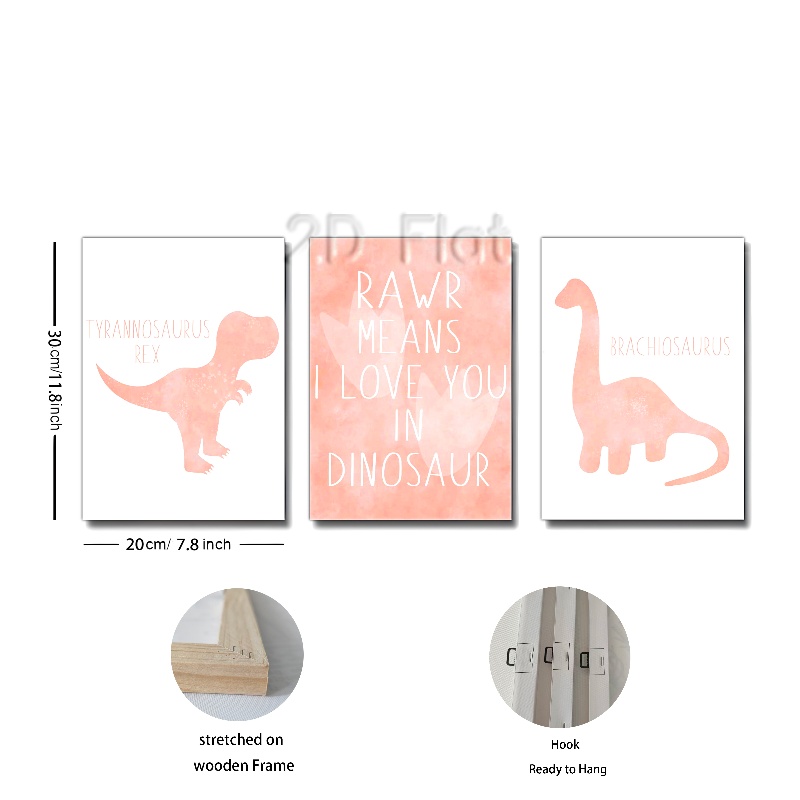 2D Flat
TYRANNOSAURUS
REX
RAWR
MEANS
I LOVE YOU
IN
DINOSAUR
BRACHIOSAURUS
30cm/11.8inch
20cm/ 7.8 inch
stretched on
wooden Frame
Hook
Ready to Hang